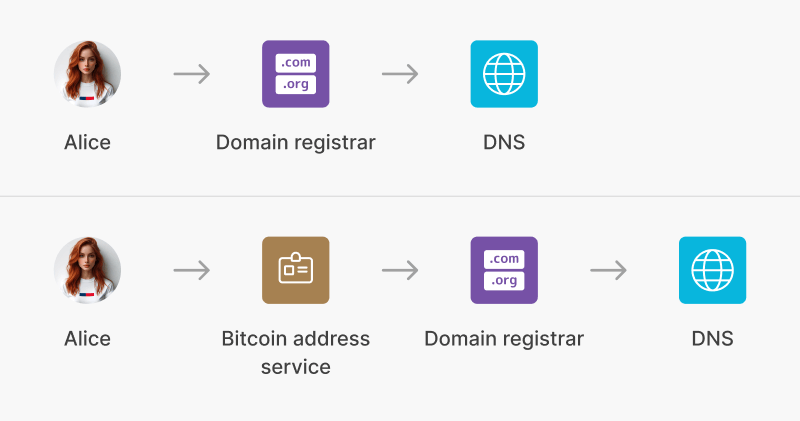 .com
.org
Alice
Domain registrar
DNS
.com
.org
Alice
Bitcoin address
service
Domain registrar
DNS